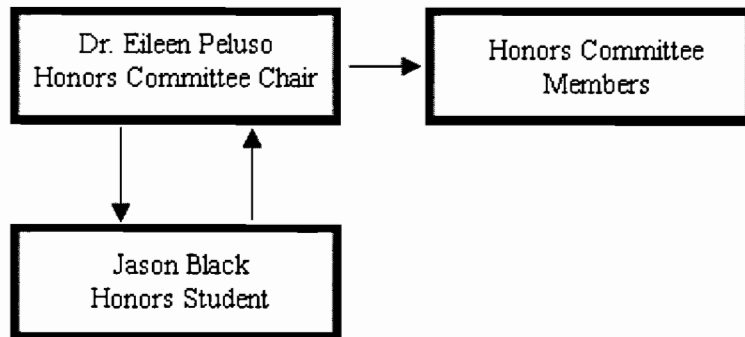 Dr. Eileen Peluso
Honors Committee Chair
Honors Committee
Members
Jason Black
Honors Student